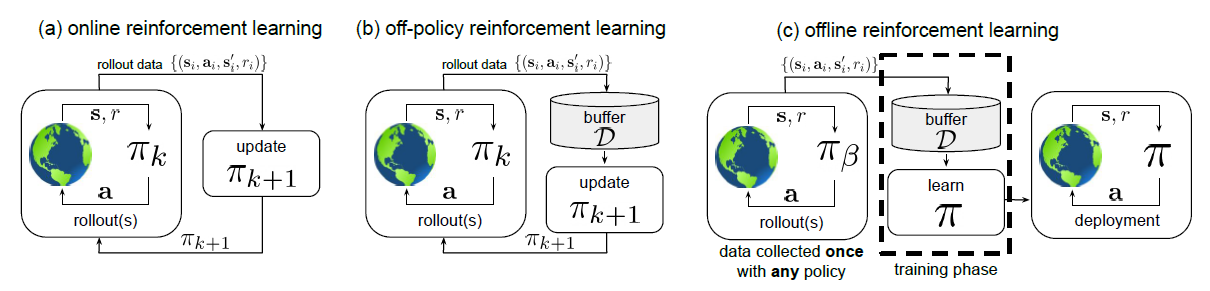 (a) online reinforcement learning
rollout data {(s_i, a_i, s'_i, r_i)}
s, r
π_k
a
rollout(s)
update
π_{k+1}
π_{k+1}
(b) off-policy reinforcement learning
rollout data {(s_i, a_i, s'_i, r_i)}
s, r
π_k
a
rollout(s)
buffer
𝒟
update
π_{k+1}
π_{k+1}
(c) offline reinforcement learning
{(s_i, a_i, s'_i, r_i)}
s, r
π_β
a
rollout(s)
data collected once
with any policy
buffer
𝒟
learn
π
training phase
s, r
π
a
deployment